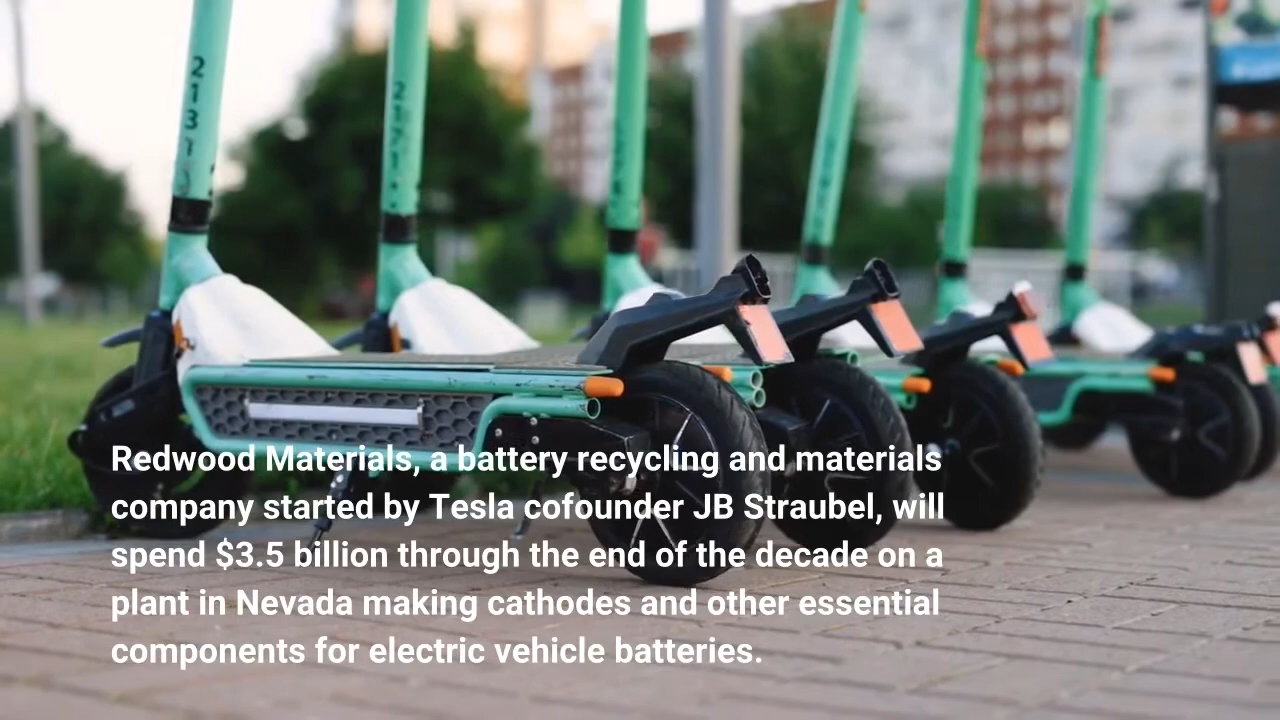 Redwood Materials, a battery recycling and materials
company started by Tesla cofounder JB Straubel, will
spend $3.5 billion through the end of the decade on a
plant in Nevada making cathodes and other essential
components for electric vehicle batteries.